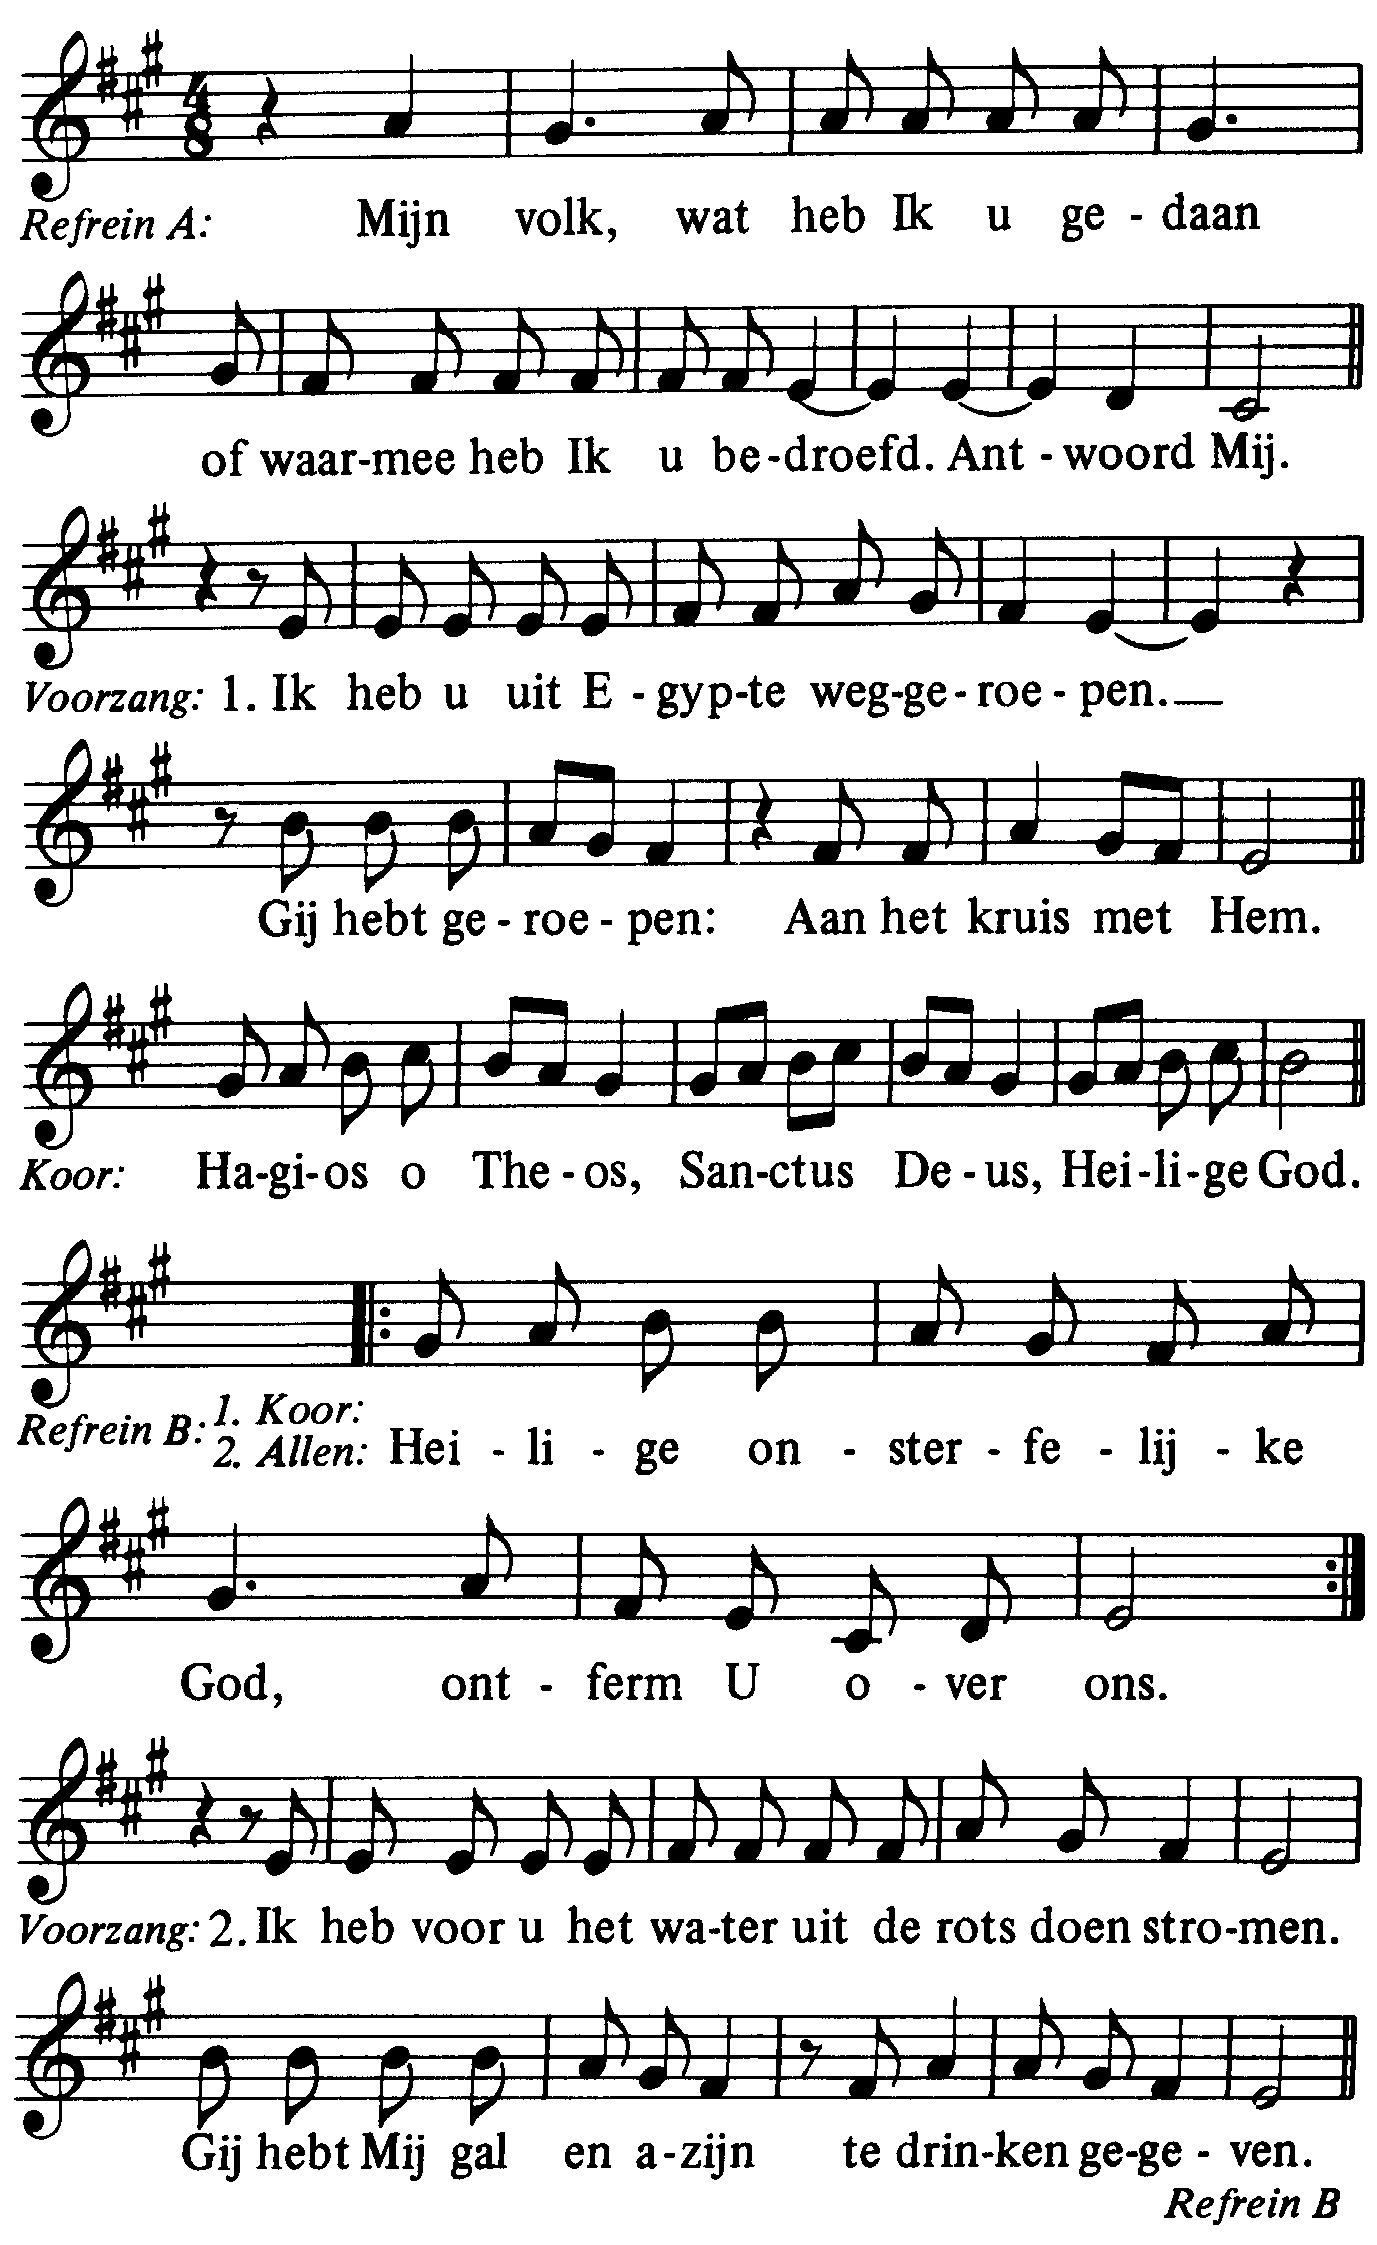 4
8
Refrein A: Mijn volk, wat heb Ik u ge - daan
of waar-mee heb Ik u be-droefd. Ant - woord Mij.
Voorzang: 1. Ik heb u uit E - gyp-te weg-ge-roe - pen.
Gij hebt ge - roe - pen: Aan het kruis met Hem.
Koor: Ha-gi-os o The - os, San-ctus De - us, Hei-li-ge God.
Refrein B: 1. Koor:
2. Allen: Hei - li - ge on - ster - fe - lij - ke
God, ont - ferm U o - ver ons.
Voorzang: 2. Ik heb voor u het wa-ter uit de rots doen stro-men.
Gij hebt Mij gal en a-zijn te drin-ken ge-ge - ven.
Refrein B